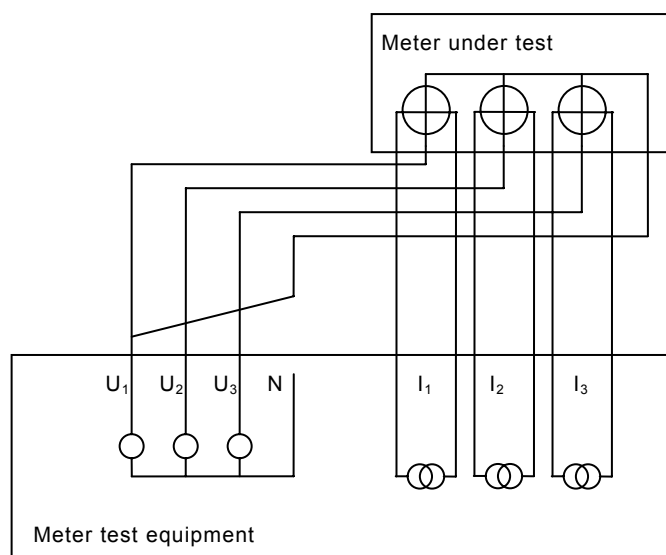 Meter under test
U₁ U₂ U₃ N I₁ I₂ I₃
Meter test equipment